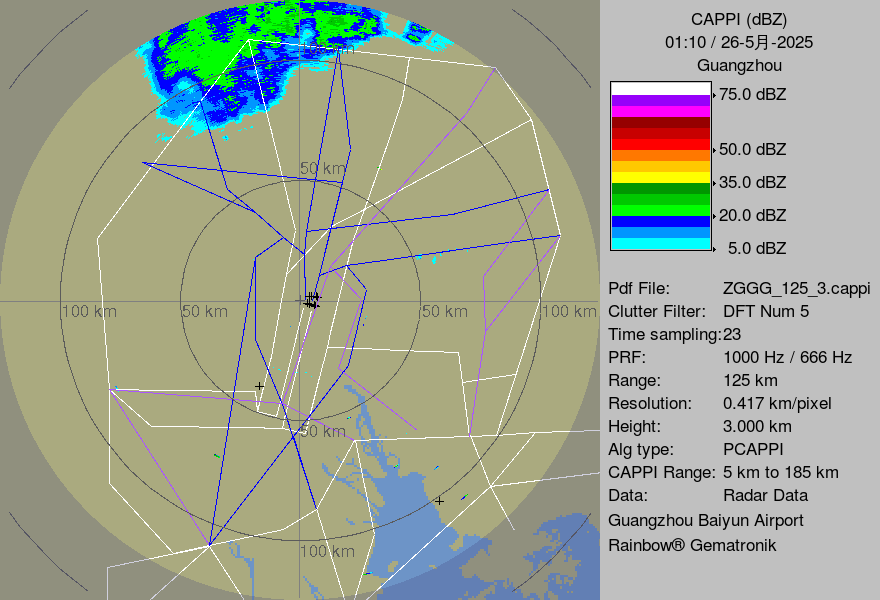 CAPPI (dBZ)
01:10 / 26-5月-2025
Guangzhou
75.0 dBZ
50.0 dBZ
35.0 dBZ
20.0 dBZ
5.0 dBZ
Pdf File: ZGGG_125_3.cappi
Clutter Filter: DFT Num 5
Time sampling:23
PRF: 1000 Hz / 666 Hz
Range: 125 km
Resolution: 0.417 km/pixel
Height: 3.000 km
Alg type: PCAPPI
CAPPI Range: 5 km to 185 km
Data: Radar Data
Guangzhou Baiyun Airport
Rainbow® Gematronik
50 km
100 km 50 km 50 km 100 km
50 km
100 km